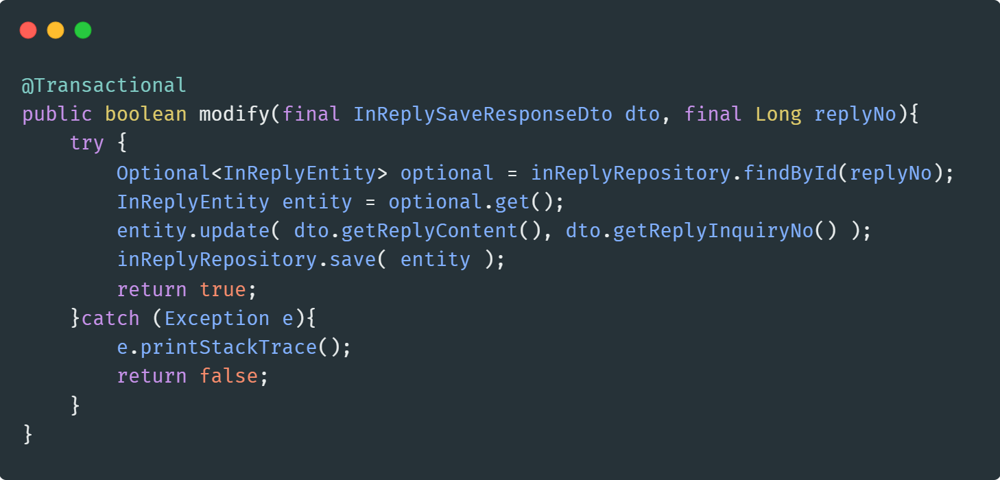 @Transactional
public boolean modify(final InReplySaveResponseDto dto, final Long replyNo){
    try {
        Optional<InReplyEntity> optional = inReplyRepository.findById(replyNo);
        InReplyEntity entity = optional.get();
        entity.update( dto.getReplyContent(), dto.getReplyInquiryNo() );
        inReplyRepository.save( entity );
        return true;
    }catch (Exception e){
        e.printStackTrace();
        return false;
    }
}